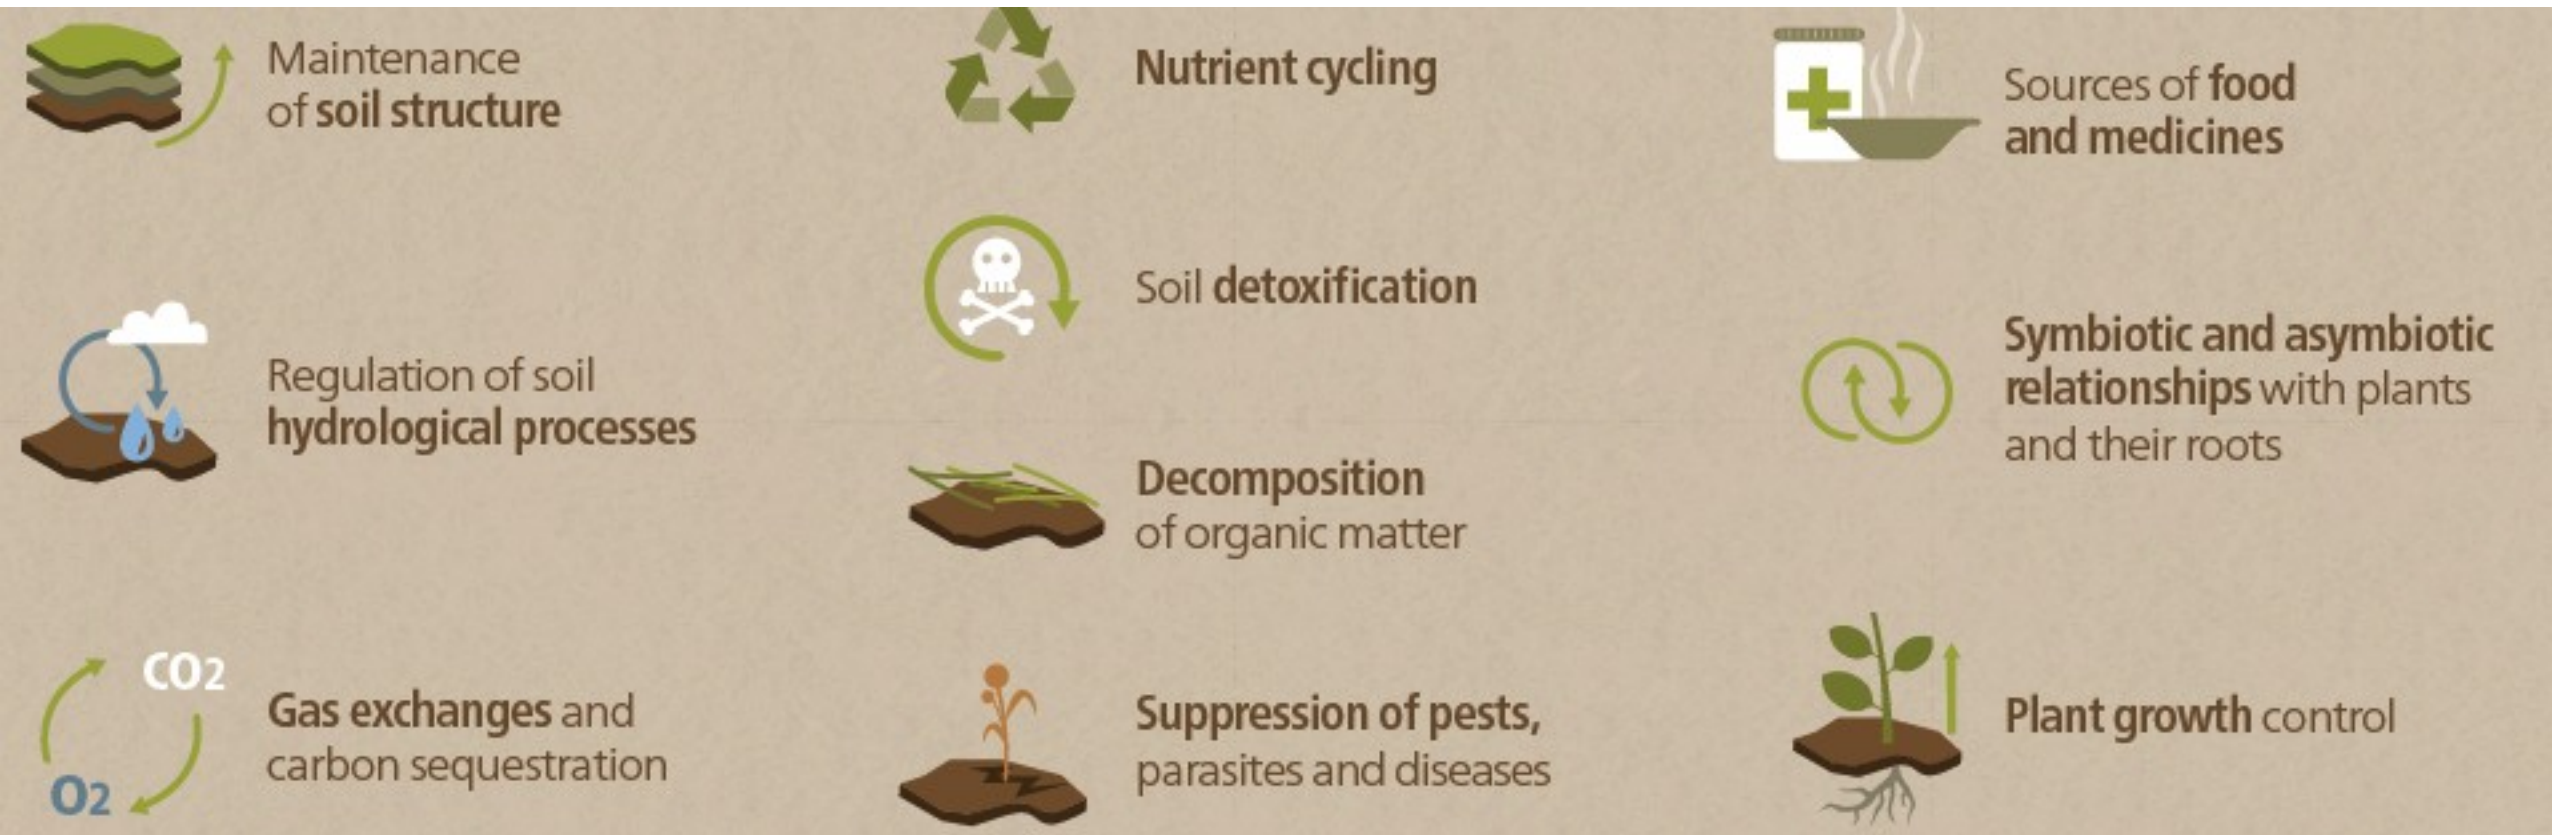 Maintenance
of soil structure
Regulation of soil
hydrological processes
CO2
O2
Gas exchanges and
carbon sequestration
Nutrient cycling
Soil detoxification
Decomposition
of organic matter
Suppression of pests,
parasites and diseases
Sources of food
and medicines
Symbiotic and asymbiotic
relationships with plants
and their roots
Plant growth control